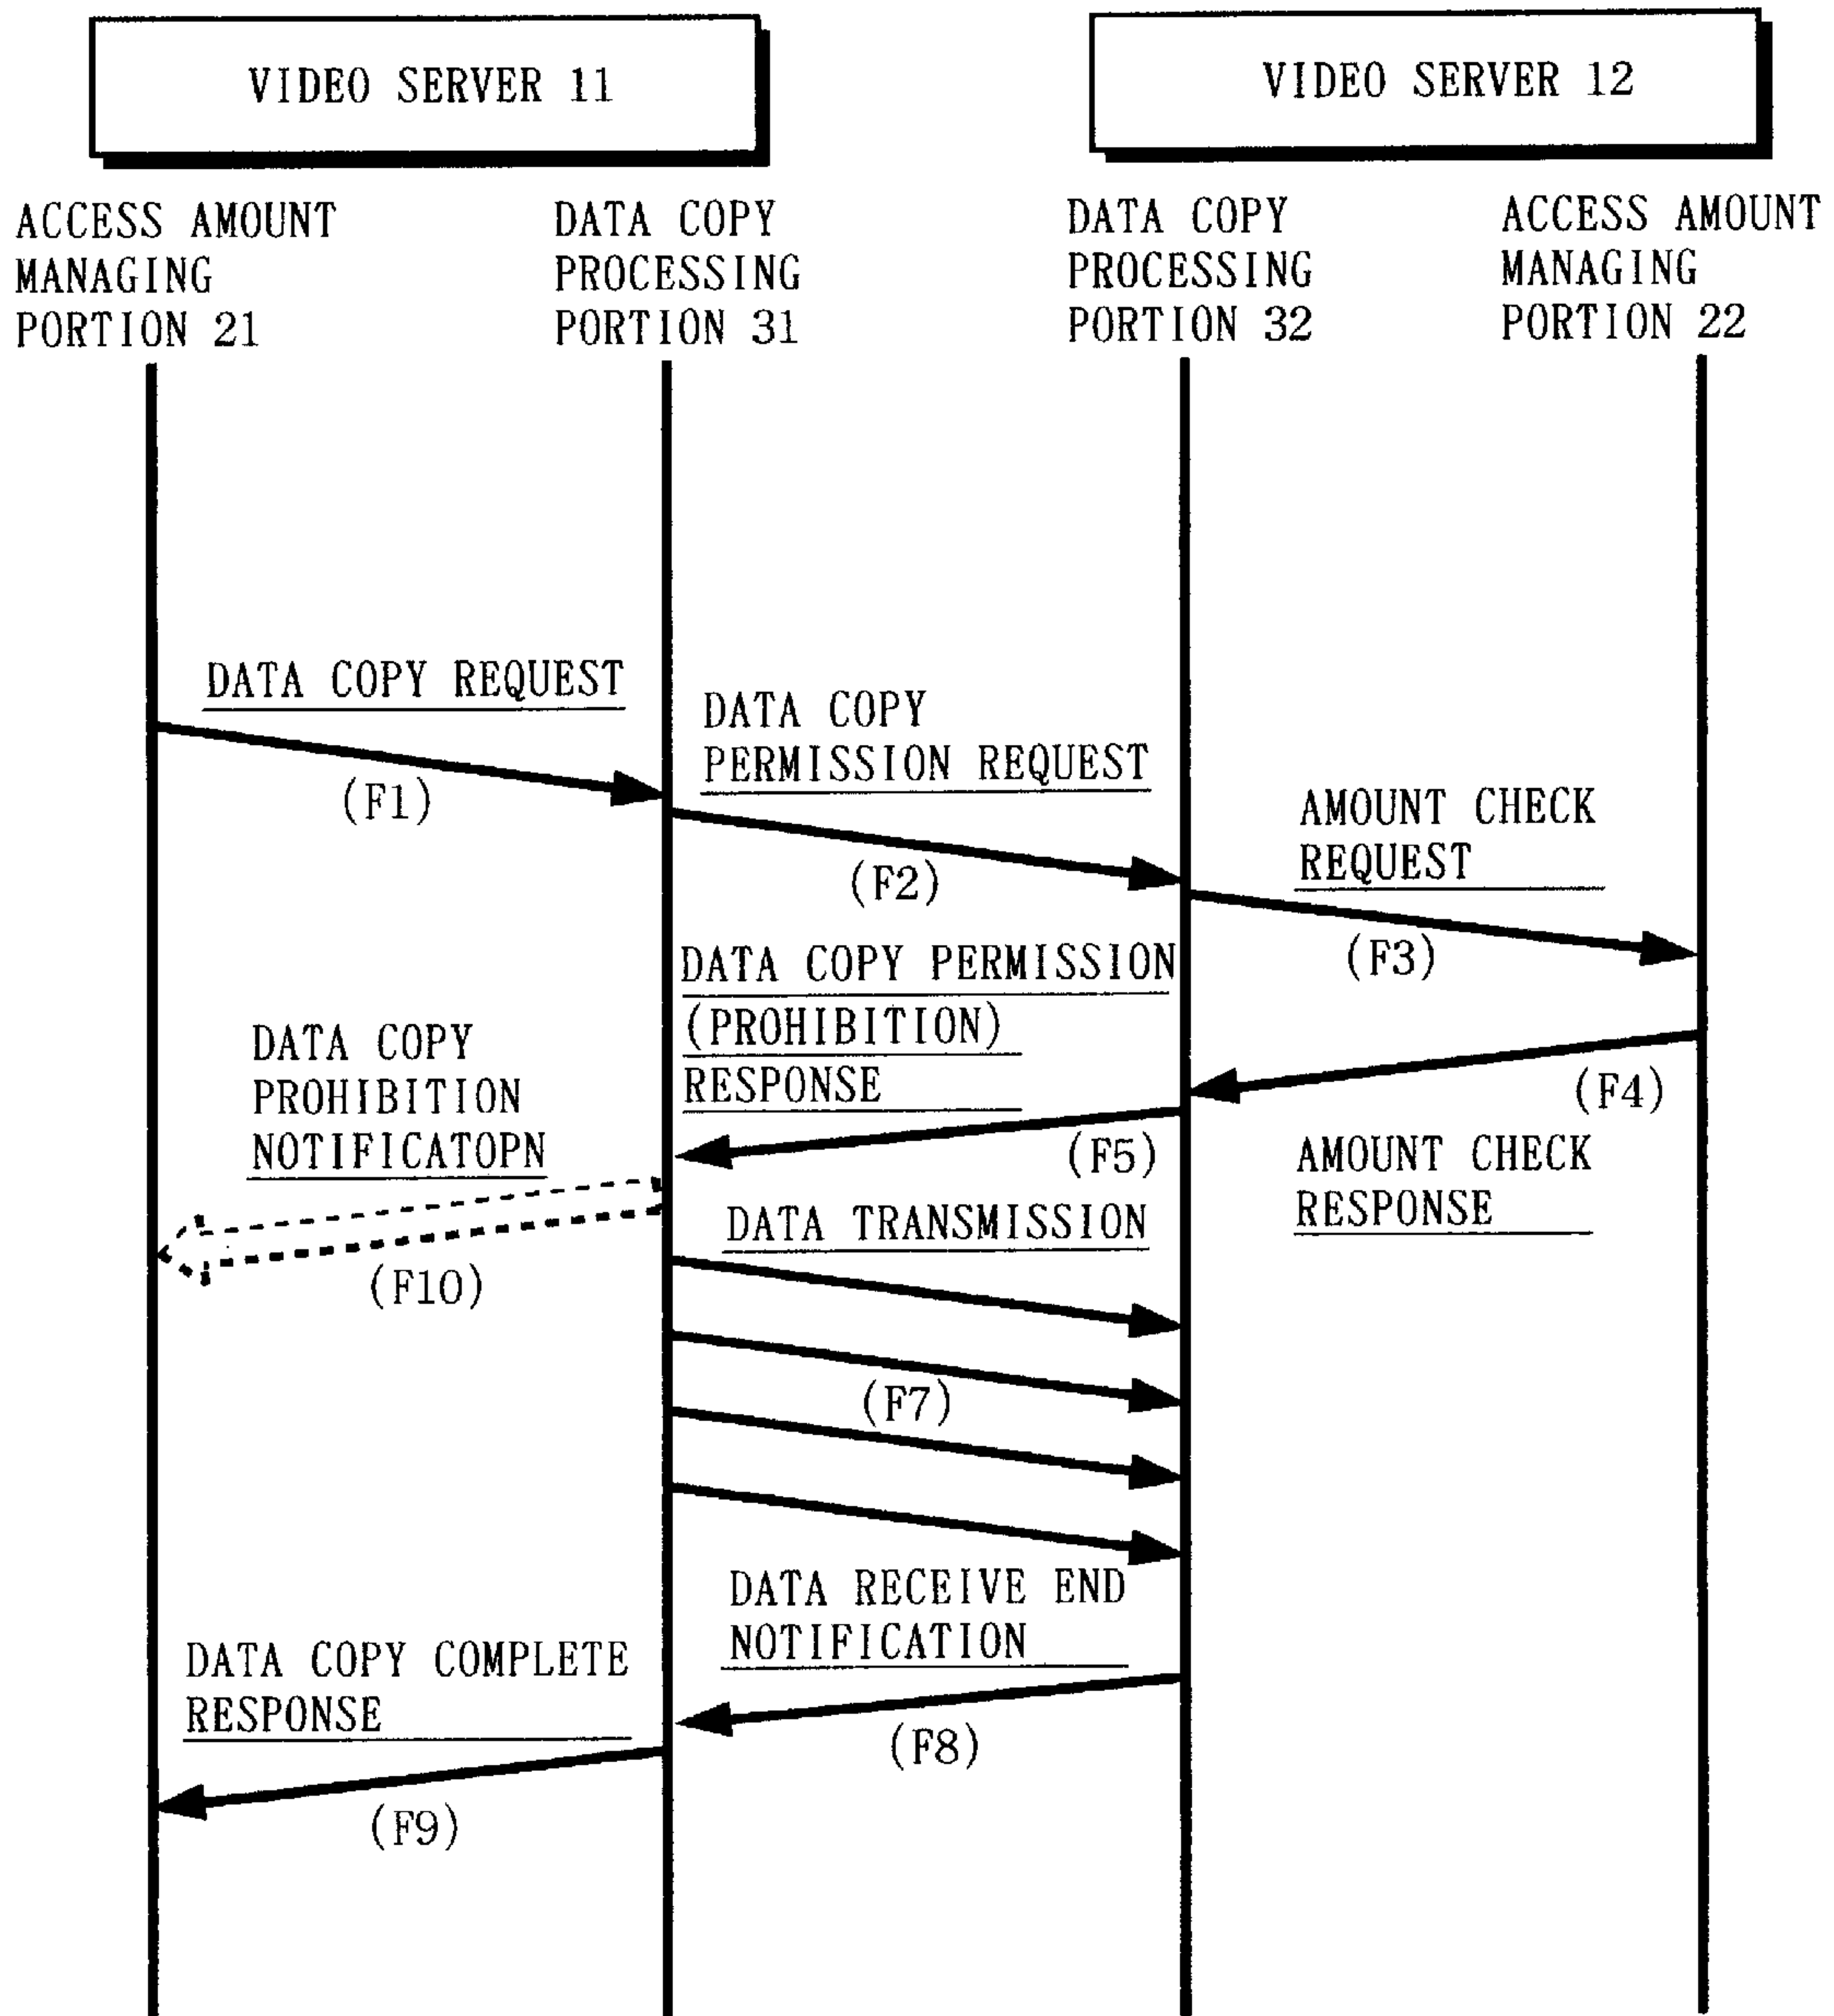 VIDEO SERVER 11
VIDEO SERVER 12
ACCESS AMOUNT
MANAGING
PORTION 21
DATA COPY
PROCESSING
PORTION 31
DATA COPY
PROCESSING
PORTION 32
ACCESS AMOUNT
MANAGING
PORTION 22
DATA COPY REQUEST
(F1)
DATA COPY
PERMISSION REQUEST
(F2)
AMOUNT CHECK
REQUEST
(F3)
DATA COPY PERMISSION
(PROHIBITION)
RESPONSE
(F5)
(F4)
AMOUNT CHECK
RESPONSE
DATA COPY
PROHIBITION
NOTIFICATOPN
(F10)
DATA TRANSMISSION
(F7)
DATA RECEIVE END
NOTIFICATION
(F8)
DATA COPY COMPLETE
RESPONSE
(F9)